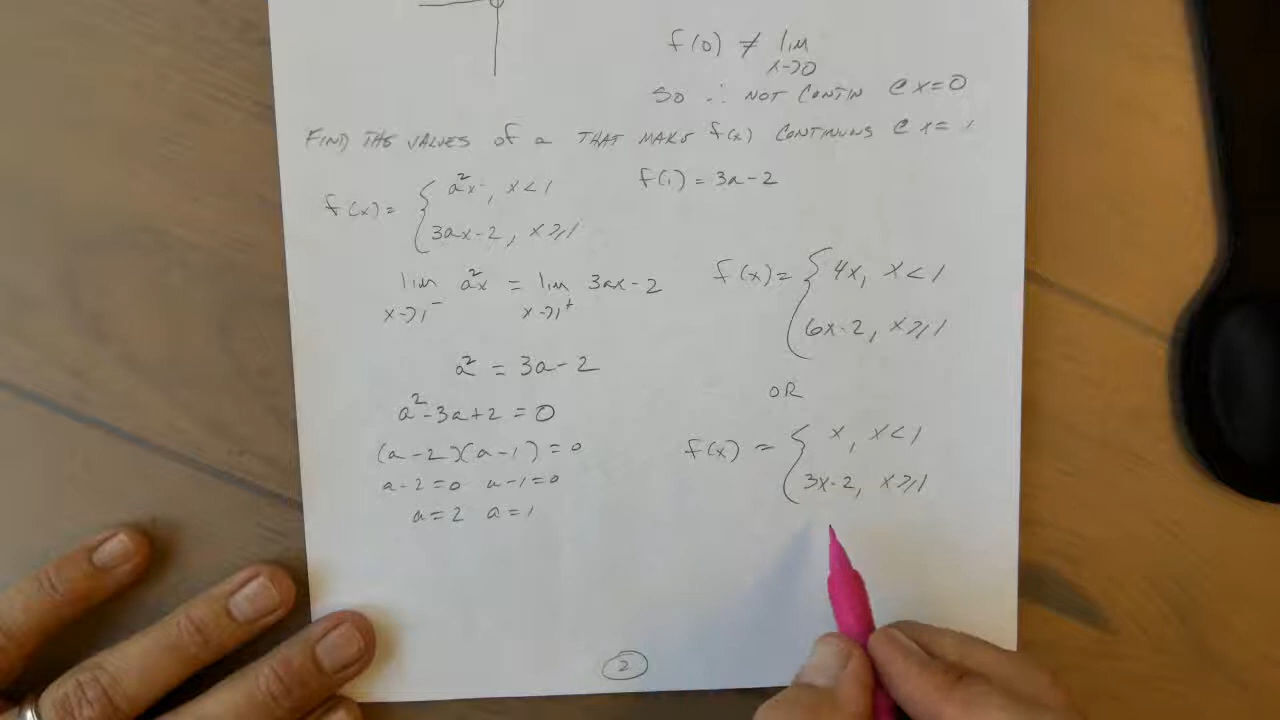 f(0) ≠ lim
x→0
SO ∴ NOT CONTIN @ x=0
FIND THE VALUES of a THAT MAKE f(x) CONTINUNS @ x= 1
f(x)= { a²x, x<1
3ax-2, x≥1
f(1) = 3a-2
lim a²x = lim 3ax-2
x→1⁻ x→1⁺
a² = 3a-2
a²-3a+2 = 0
(a-2)(a-1)=0
a-2=0 a-1=0
a=2 a=1
f(x)= { 4x, x<1
6x-2, x≥1
OR
f(x) = { x, x<1
3x-2, x≥1
2